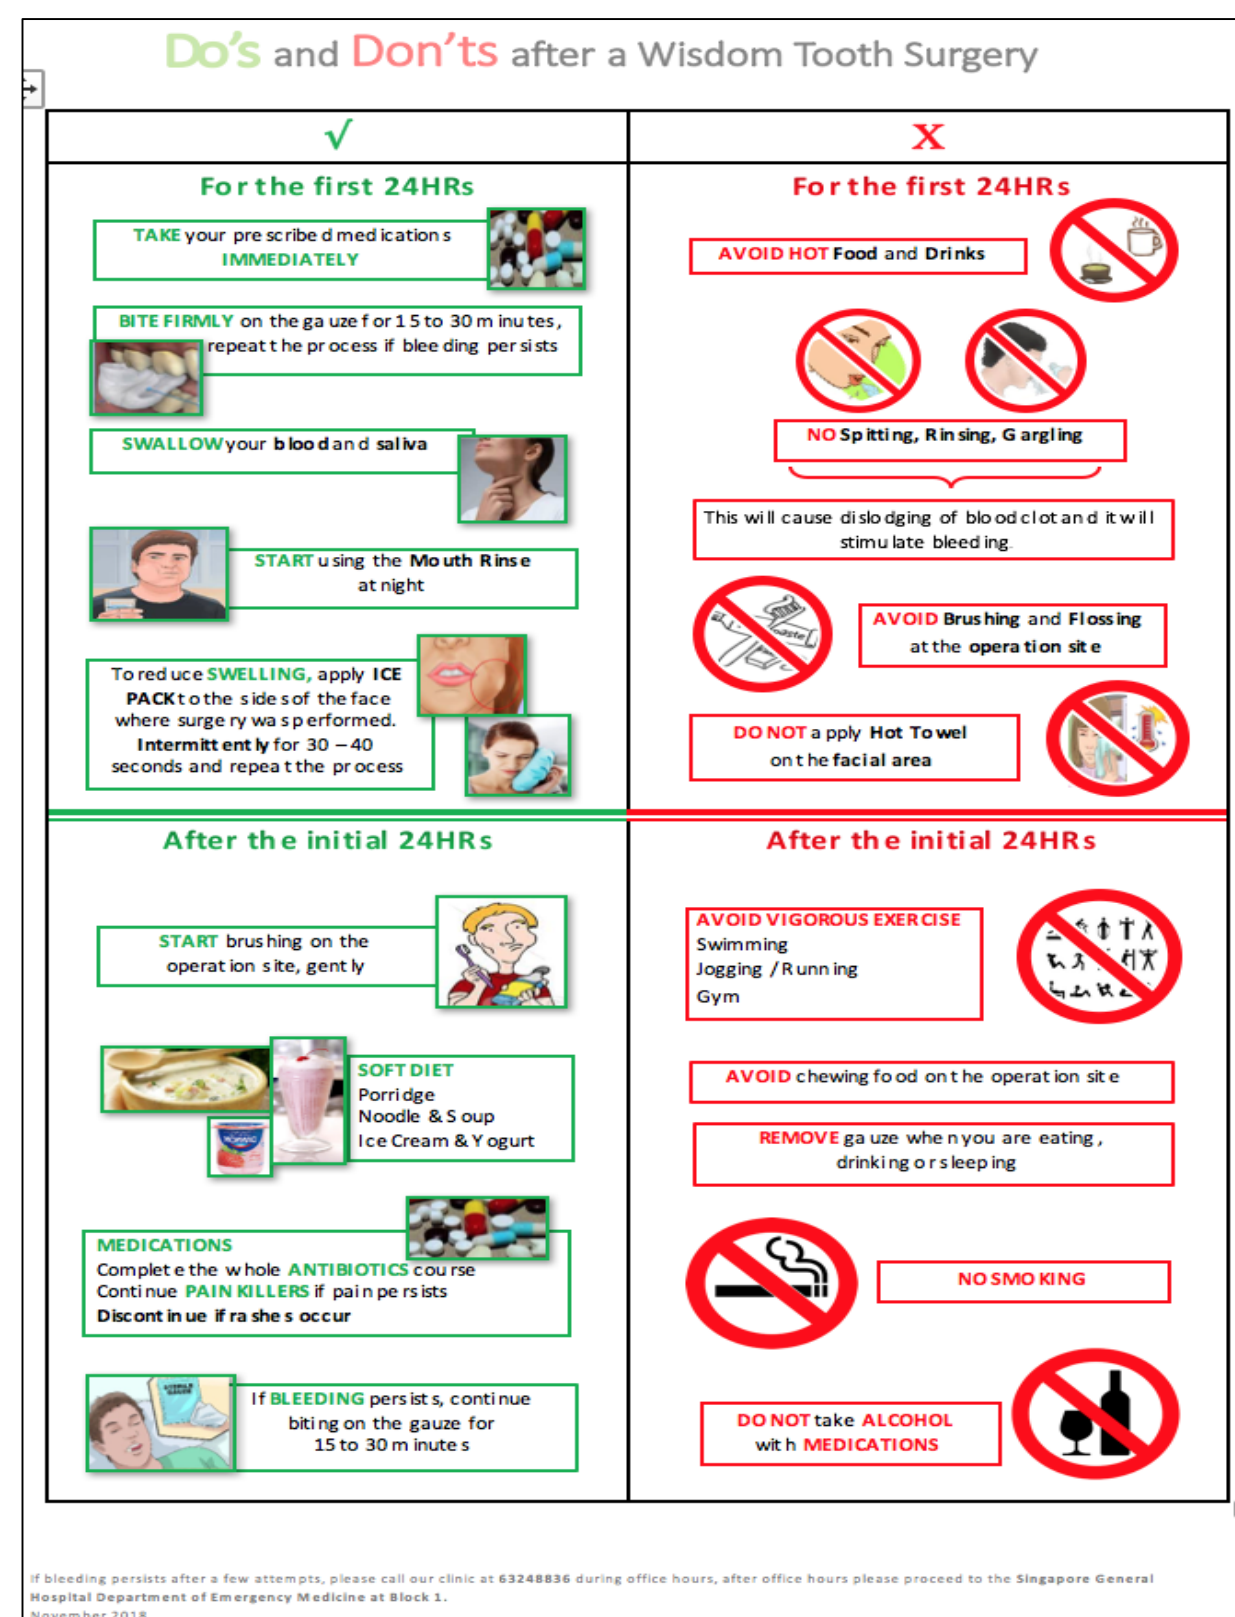 Do's and Don'ts after a Wisdom Tooth Surgery
√
X
For the first 24HRs
TAKE your prescribed medications
IMMEDIATELY
BITE FIRMLY on the gauze for 15 to 30 minutes,
repeat the process if bleeding persists
SWALLOW your blood and saliva
START using the Mouth Rinse
at night
To reduce SWELLING, apply ICE
PACK to the sides of the face
where surgery was performed.
Intermittently for 30 – 40
seconds and repeat the process
For the first 24HRs
AVOID HOT Food and Drinks
NO Spitting, Rinsing, Gargling
This will cause dislodging of blood clot and it will
stimulate bleeding.
AVOID Brushing and Flossing
at the operation site
DO NOT apply Hot Towel
on the facial area
After the initial 24HRs
START brushing on the
operation site, gently
SOFT DIET
Porridge
Noodle & Soup
Ice Cream & Yogurt
MEDICATIONS
Complete the whole ANTIBIOTICS course
Continue PAIN KILLERS if pain persists
Discontinue if rashes occur
If BLEEDING persists, continue
biting on the gauze for
15 to 30 minutes
After the initial 24HRs
AVOID VIGOROUS EXERCISE
Swimming
Jogging / Running
Gym
AVOID chewing food on the operation site
REMOVE gauze when you are eating,
drinking or sleeping
NO SMOKING
DO NOT take ALCOHOL
with MEDICATIONS
If bleeding persists after a few attempts, please call our clinic at 63248836 during office hours, after office hours please proceed to the Singapore General
Hospital Department of Emergency Medicine at Block 1.
November 2018